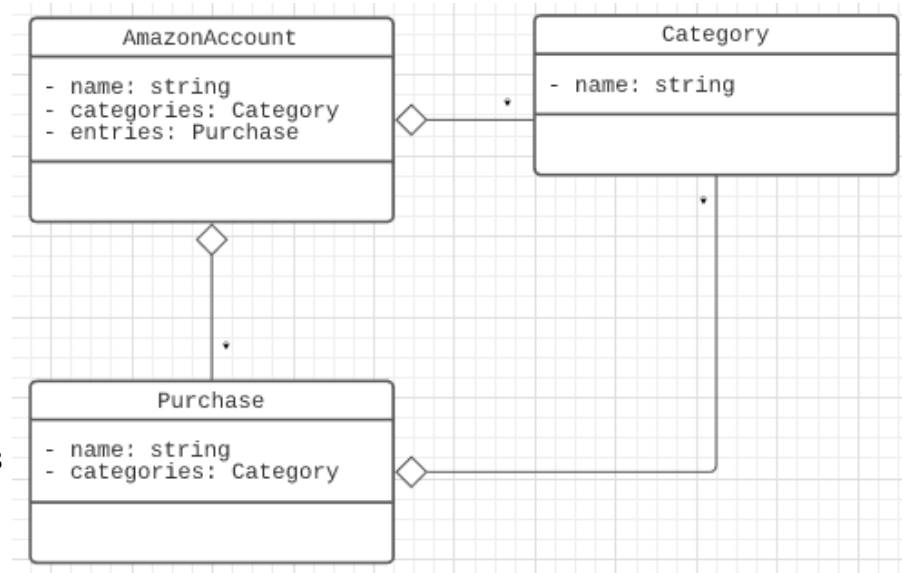 AmazonAccount
- name: string
- categories: Category
- entries: Purchase
Category
- name: string
*
*
*
Purchase
- name: string
- categories: Category